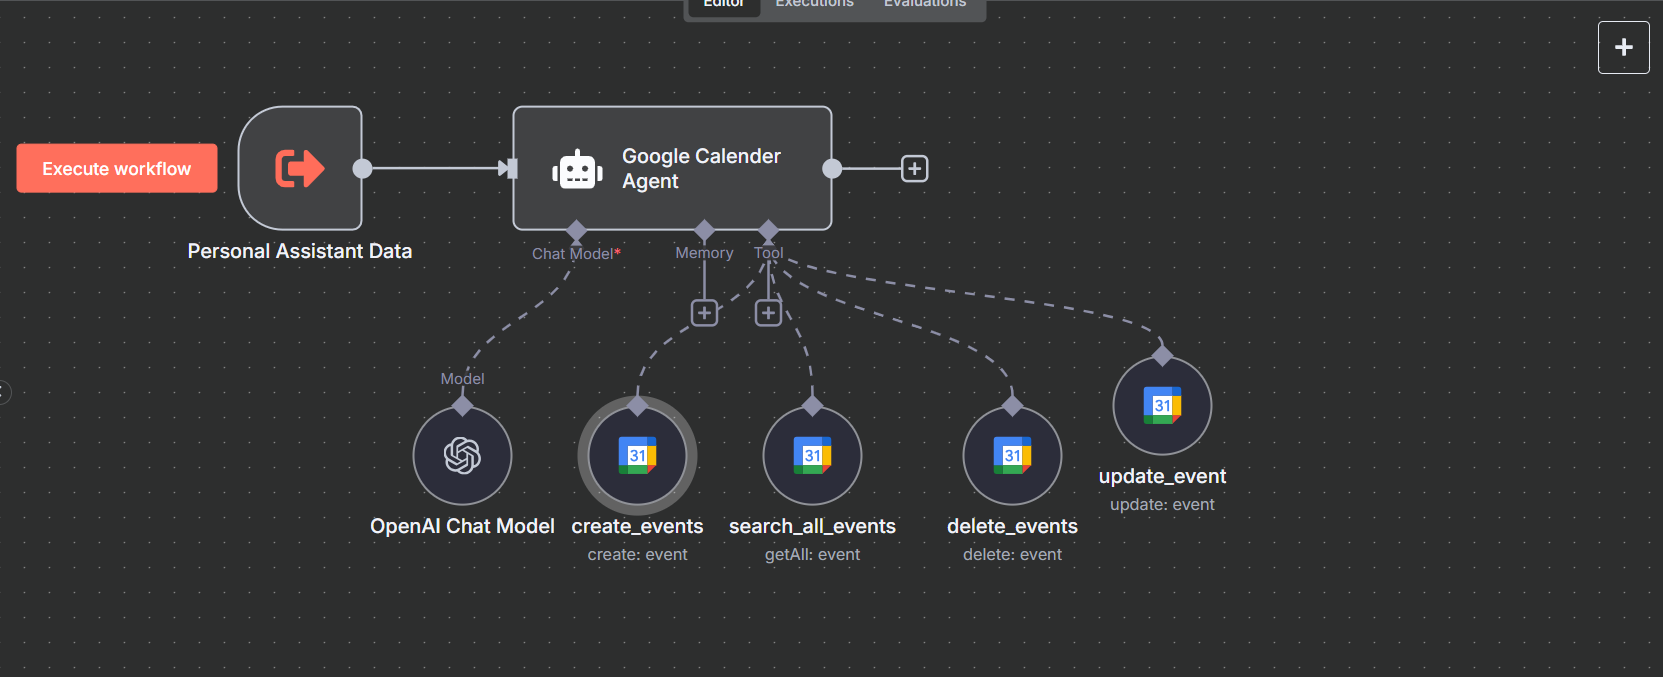 Editor Executions Evaluations
Execute workflow
Personal Assistant Data
Google Calender
Agent
Chat Model*
Memory
Tool
Model
OpenAI Chat Model
31
create_events
create: event
31
search_all_events
getAll: event
31
delete_events
delete: event
31
update_event
update: event